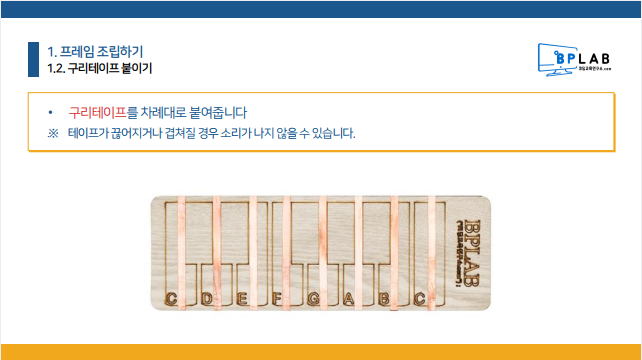 1. 프레임 조립하기
1.2. 구리테이프 붙이기
BPLAB
• 구리테이프를 차례대로 붙여줍니다
※ 테이프가 끊어지거나 겹쳐질 경우 소리가 나지 않을 수 있습니다.
C D E F G A B C
BPLAB